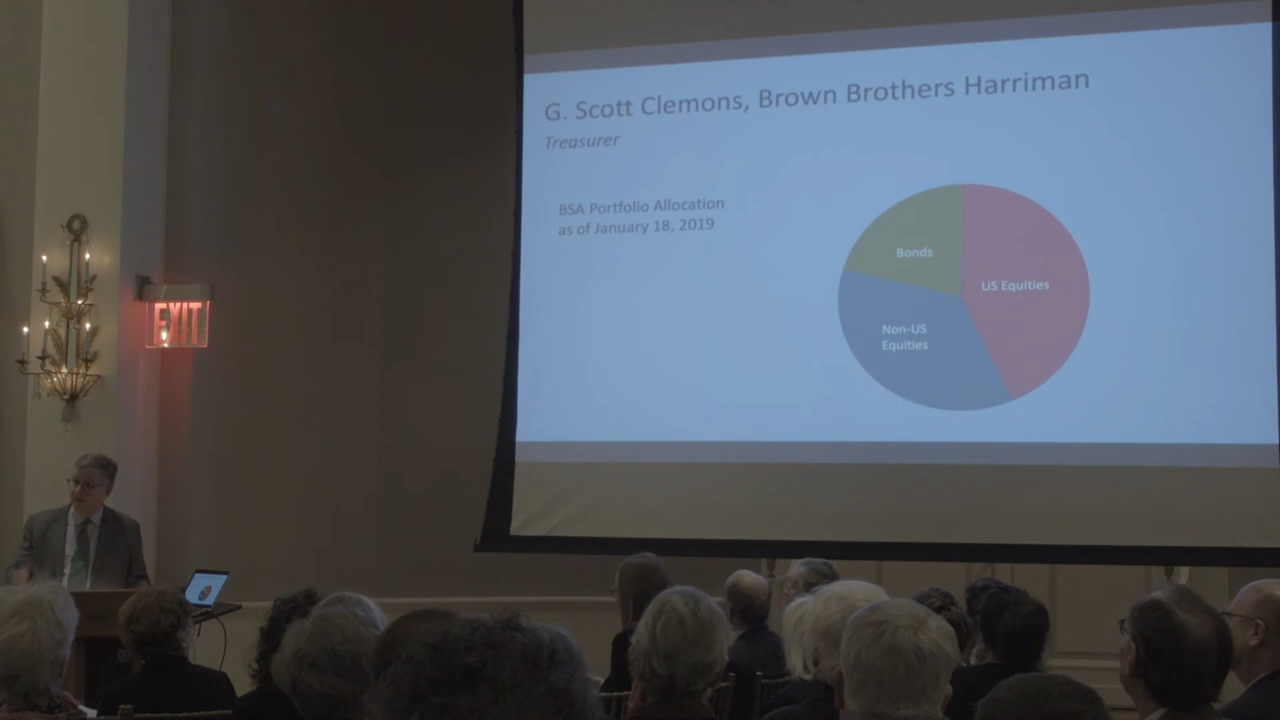 G. Scott Clemons, Brown Brothers Harriman
Treasurer
BSA Portfolio Allocation
as of January 18, 2019
Bonds
US Equities
Non-US
Equities
EXIT